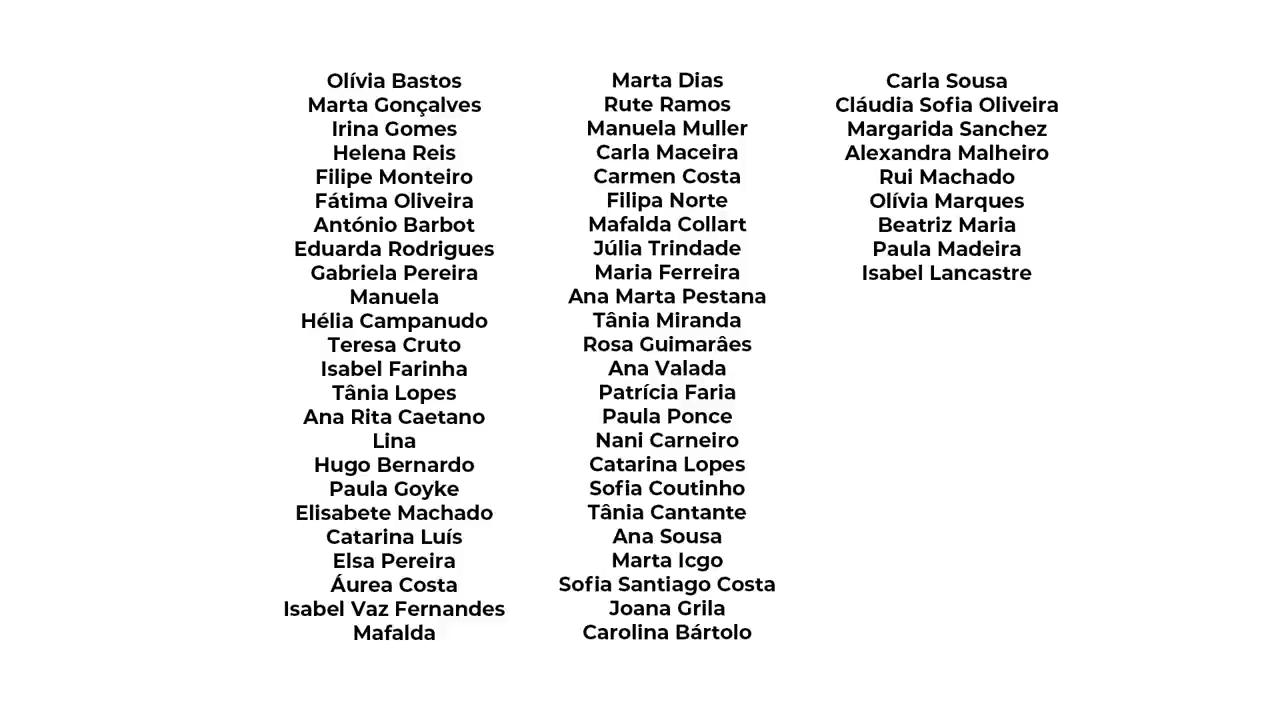 Olívia Bastos
Marta Gonçalves
Irina Gomes
Helena Reis
Filipe Monteiro
Fátima Oliveira
António Barbot
Eduarda Rodrigues
Gabriela Pereira
Manuela
Hélia Campanudo
Teresa Cruto
Isabel Farinha
Tânia Lopes
Ana Rita Caetano
Lina
Hugo Bernardo
Paula Goyke
Elisabete Machado
Catarina Luís
Elsa Pereira
Áurea Costa
Isabel Vaz Fernandes
Mafalda
Marta Dias
Rute Ramos
Manuela Muller
Carla Maceira
Carmen Costa
Filipa Norte
Mafalda Collart
Júlia Trindade
Maria Ferreira
Ana Marta Pestana
Tânia Miranda
Rosa Guimarâes
Ana Valada
Patrícia Faria
Paula Ponce
Nani Carneiro
Catarina Lopes
Sofia Coutinho
Tânia Cantante
Ana Sousa
Marta Icgo
Sofia Santiago Costa
Joana Grila
Carolina Bártolo
Carla Sousa
Cláudia Sofia Oliveira
Margarida Sanchez
Alexandra Malheiro
Rui Machado
Olívia Marques
Beatriz Maria
Paula Madeira
Isabel Lancastre